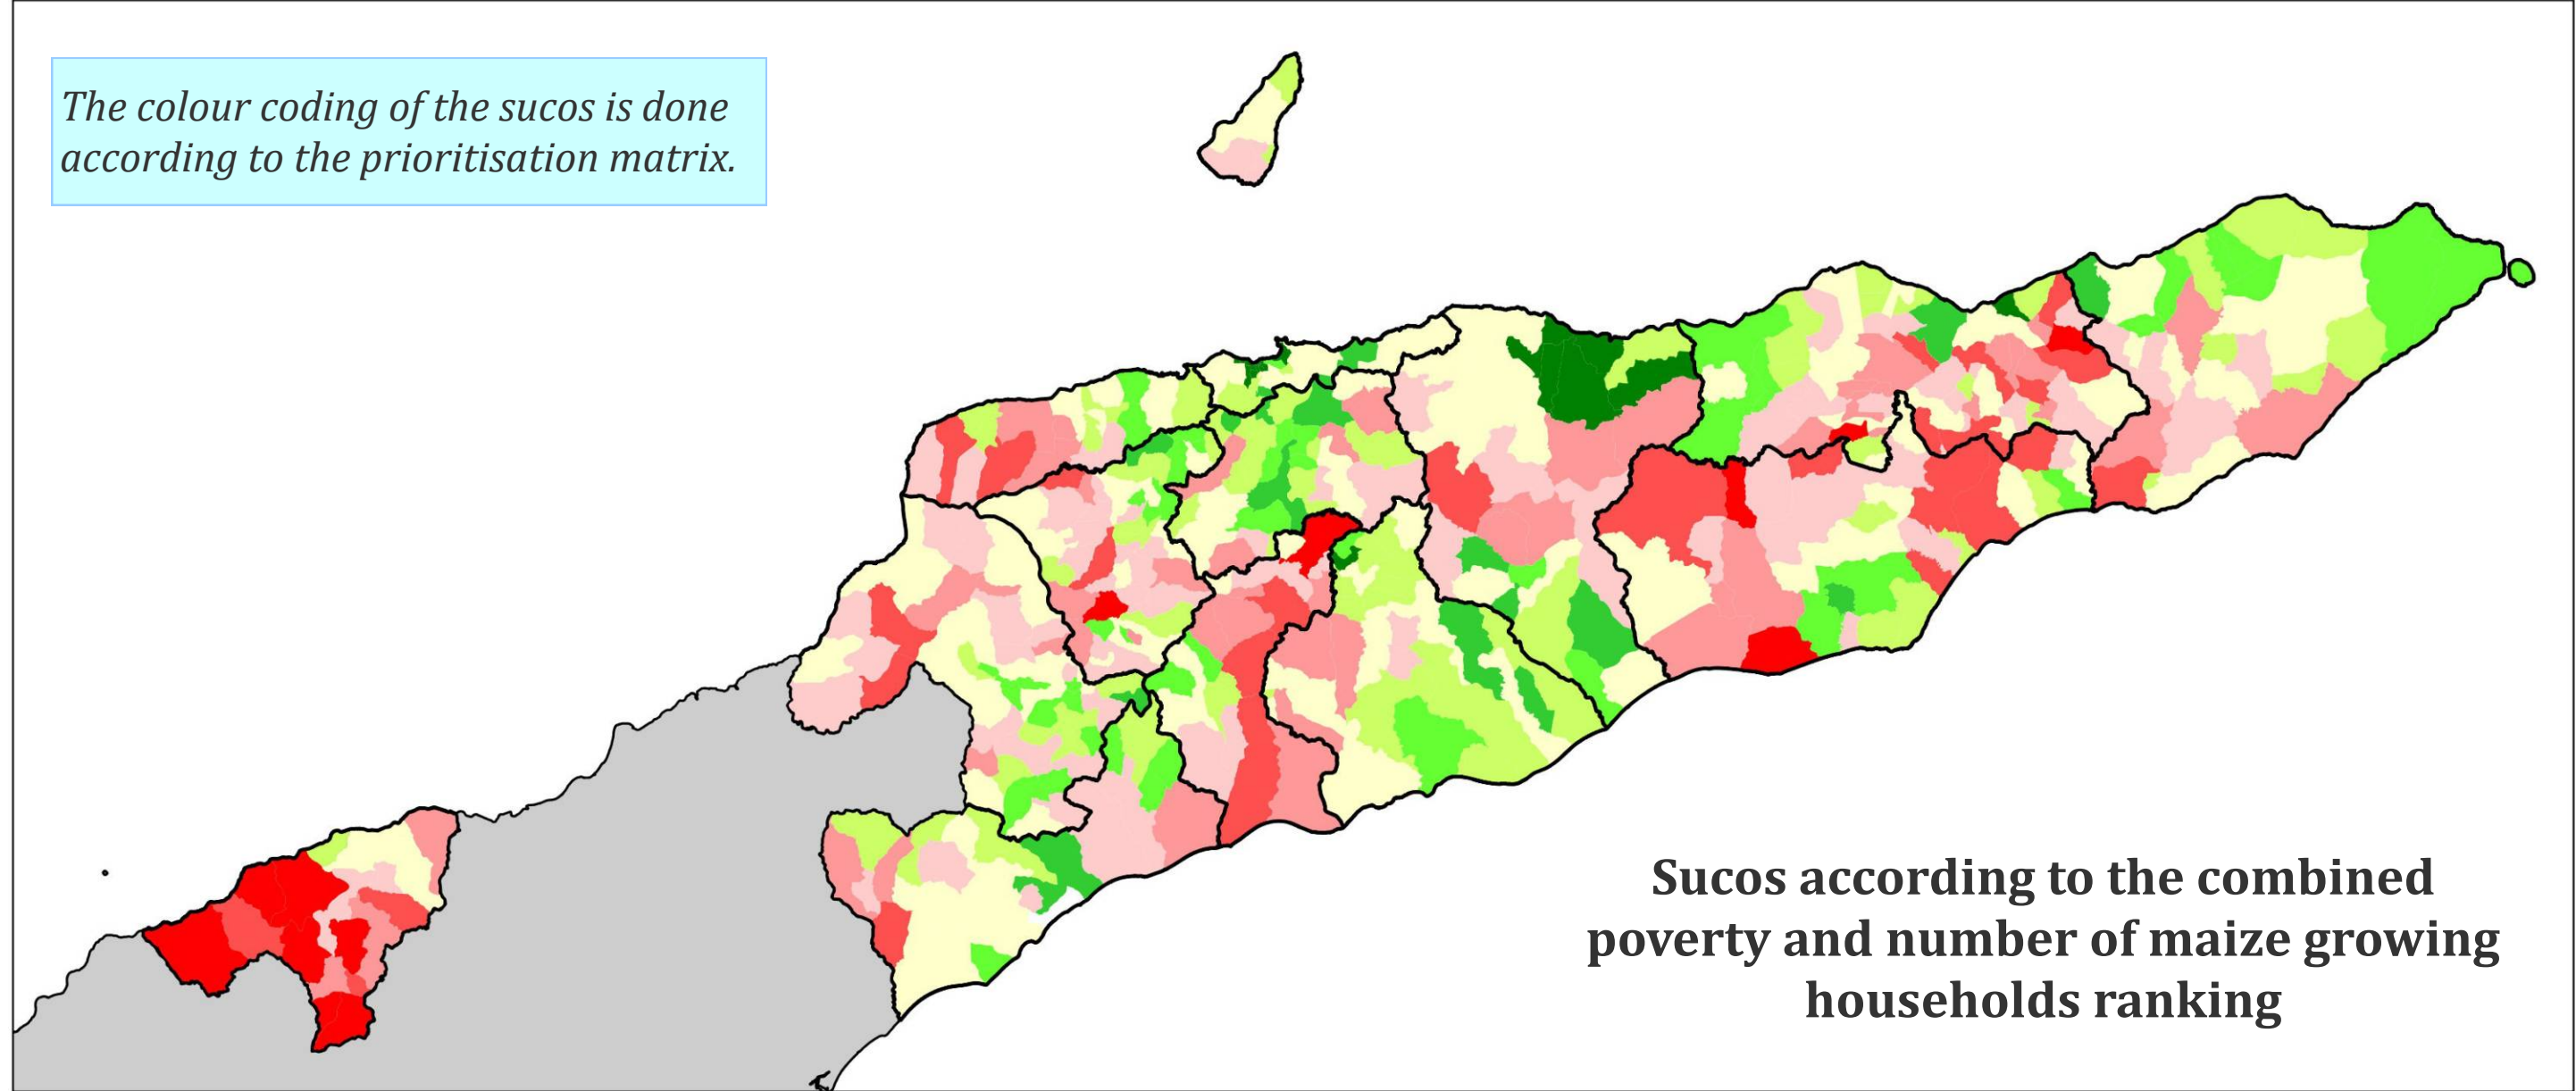 The colour coding of the sucos is done
according to the prioritisation matrix.
Sucos according to the combined
poverty and number of maize growing
households ranking